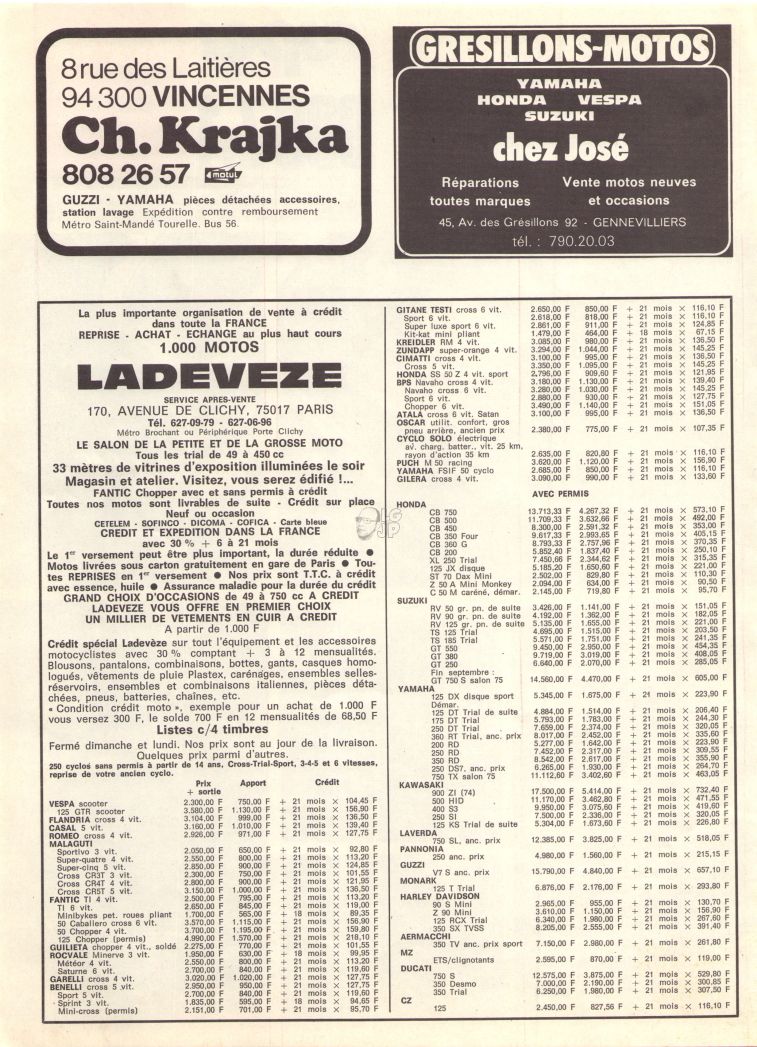 8 rue des Laitières
94 300 VINCENNES
Ch. Krajka
808 26 57 motul
GUZZI - YAMAHA pièces détachées accessoires,
station lavage Expédition contre remboursement
Métro Saint-Mandé Tourelle. Bus 56.
GRESILLONS-MOTOS
YAMAHA
HONDA VESPA
SUZUKI
chez José
Réparations
toutes marques
Vente motos neuves
et occasions
45, Av. des Grésillons 92 - GENNEVILLIERS
tél. : 790.20.03
La plus importante organisation de vente à crédit
dans toute la FRANCE
REPRISE - ACHAT - ECHANGE au plus haut cours
1.000 MOTOS
LADEVEZE
SERVICE APRES-VENTE
170, AVENUE DE CLICHY, 75017 PARIS
Tél. 627-09-79 - 627-06-96
Métro Brochant ou Périphérique Porte Clichy
LE SALON DE LA PETITE ET DE LA GROSSE MOTO
Tous les trial de 49 à 450 cc
33 mètres de vitrines d'exposition illuminées le soir
Magasin et atelier. Visitez, vous serez édifié !...
FANTIC Chopper avec et sans permis à crédit
Toutes nos motos sont livrables de suite - Crédit sur place
Neuf ou occasion
CETELEM - SOFINCO - DICOMA - COFICA - Carte bleue
CREDIT ET EXPEDITION DANS LA FRANCE
avec 30 % + 6 à 21 mois
Le 1er versement peut être plus important, la durée réduite ●
Motos livrées sous carton gratuitement en gare de Paris ● Tou-
tes REPRISES en 1er versement ● Nos prix sont T.T.C. à crédit
avec essence, huile ● Assurance maladie pour la durée du crédit
GRAND CHOIX D'OCCASIONS de 49 à 750 cc A CREDIT
LADEVEZE VOUS OFFRE EN PREMIER CHOIX
UN MILLIER DE VETEMENTS EN CUIR A CREDIT
A partir de 1.000 F
Crédit spécial Ladevèze sur tout l'équipement et les accessoires
motocyclistes avec 30 % comptant + 3 à 12 mensualités.
Blousons, pantalons, combinaisons, bottes, gants, casques homo-
logués, vêtements de pluie Plastex, carénages, ensembles selles-
réservoirs, ensembles et combinaisons italiennes, pièces déta-
chées, pneus, batteries, chaînes, etc.
« Condition crédit moto », exemple pour un achat de 1.000 F
vous versez 300 F, le solde 700 F en 12 mensualités de 68,50 F
Listes c/4 timbres
Fermé dimanche et lundi. Nos prix sont au jour de la livraison.
Quelques prix parmi d'autres.
250 cyclos sans permis à partir de 14 ans, Cross-Trial-Sport, 3-4-5 et 6 vitesses,
reprise de votre ancien cyclo.
Prix + sortie Apport Crédit
VESPA scooter 2.300,00 F 750,00 F + 21 mois × 104,45 F
125 GTR scooter 3.580,00 F 1.130,00 F + 21 mois × 156,90 F
FLANDRIA cross 4 vit. 3.104,00 F 999,00 F + 21 mois × 136,50 F
CASAL 5 vit. 3.160,00 F 1.010,00 F + 21 mois × 139,40 F
ROMEO cross 4 vit. 2.926,00 F 971,00 F + 21 mois × 127,75 F
MALAGUTI
Sportivo 3 vit. 2.050,00 F 650,00 F + 21 mois × 92,80 F
Super-quatre 4 vit. 2.550,00 F 800,00 F + 21 mois × 113,20 F
Super-cinq 5 vit. 2.850,00 F 900,00 F + 21 mois × 124,85 F
Cross CR3T 3 vit. 2.300,00 F 750,00 F + 21 mois × 101,55 F
Cross CR4T 4 vit. 2.800,00 F 900,00 F + 21 mois × 121,95 F
Cross CR5T 5 vit. 3.150,00 F 1.000,00 F + 21 mois × 136,50 F
FANTIC TI 4 vit. 2.500,00 F 795,00 F + 21 mois × 113,20 F
TI 6 vit. 2.650,00 F 845,00 F + 21 mois × 119,00 F
Minibykes pet. roues pliant 1.700,00 F 565,00 F + 18 mois × 89,35 F
50 Caballero cross 6 vit. 3.570,00 F 1.115,00 F + 21 mois × 156,90 F
50 Chopper 4 vit. 3.700,00 F 1.195,00 F + 21 mois × 159,80 F
125 Chopper (permis) 4.990,00 F 1.570,00 F + 21 mois × 218,10 F
GUILIETA chopper 4 vit., soldé 2.275,00 F 770,00 F + 21 mois × 101,55 F
ROCVALE Minerve 3 vit. 1.950,00 F 630,00 F + 18 mois × 99,95 F
Météor 4 vit. 2.550,00 F 800,00 F + 21 mois × 113,20 F
Saturne 6 vit. 2.700,00 F 840,00 F + 21 mois × 119,60 F
GARELLI cross 4 vit. 3.020,00 F 1.020,00 F + 21 mois × 127,75 F
BENELLI cross 5 vit. 2.950,00 F 950,00 F + 21 mois × 127,75 F
Sport 5 vit. 2.700,00 F 840,00 F + 21 mois × 119,60 F
Sprint 3 vit. 1.835,00 F 595,00 F + 18 mois × 94,65 F
Mini-cross (permis) 2.151,00 F 701,00 F + 21 mois × 95,70 F
GITANE TESTI cross 6 vit. 2.650,00 F 850,00 F + 21 mois × 116,10 F
Sport 6 vit. 2.618,00 F 818,00 F + 21 mois × 116,10 F
Super luxe sport 6 vit. 2.861,00 F 911,00 F + 21 mois × 124,85 F
Kit-kat mini pliant 1.479,00 F 464,00 F + 18 mois × 67,15 F
KREIDLER RM 4 vit. 3.085,00 F 980,00 F + 21 mois × 136,50 F
ZUNDAPP super-orange 4 vit. 3.294,00 F 1.044,00 F + 21 mois × 145,25 F
CIMATTI cross 4 vit. 3.100,00 F 995,00 F + 21 mois × 136,50 F
Cross 5 vit. 3.350,00 F 1.095,00 F + 21 mois × 145,25 F
HONDA SS 50 Z 4 vit. sport 2.796,00 F 909,60 F + 21 mois × 121,95 F
BPS Navaho cross 4 vit. 3.180,00 F 1.130,00 F + 21 mois × 139,40 F
Navaho cross 6 vit. 3.280,00 F 1.030,00 F + 21 mois × 145,25 F
Sport 6 vit. 2.880,00 F 930,00 F + 21 mois × 127,75 F
Chopper 6 vit. 3.490,00 F 1.140,00 F + 21 mois × 151,05 F
ATALA cross 6 vit. Satan 3.100,00 F 995,00 F + 21 mois × 136,50 F
OSCAR utilit. confort, gros
pneu arrière, ancien prix 2.380,00 F 775,00 F + 21 mois × 107,35 F
CYCLO SOLO électrique
av. charg. batter., vit. 25 km,
rayon d'action 35 km 2.635,00 F 820,80 F + 21 mois × 116,10 F
PUCH M 50 racing 3.620,00 F 1.120,00 F + 21 mois × 156,90 F
YAMAHA FSIF 50 cyclo 2.685,00 F 850,00 F + 21 mois × 116,10 F
GILERA cross 4 vit. 3.090,00 F 990,00 F + 21 mois × 133,60 F
AVEC PERMIS
HONDA
CB 750 13.713,33 F 4.267,32 F + 21 mois × 573,10 F
CB 500 11.709,33 F 3.632,66 F + 21 mois × 492,00 F
CB 450 8.300,00 F 2.591,32 F + 21 mois × 353,00 F
CB 350 Four 9.617,33 F 2.993,65 F + 21 mois × 405,15 F
CB 360 G 8.793,33 F 2.757,96 F + 21 mois × 370,35 F
CB 200 5.852,40 F 1.837,40 F + 21 mois × 250,10 F
XL 250 Trial 7.450,66 F 2.344,62 F + 21 mois × 315,35 F
125 JX disque 5.185,20 F 1.650,60 F + 21 mois × 221,00 F
ST 70 Dax Mini 2.502,00 F 829,80 F + 21 mois × 110,30 F
Z 50 A Mini Monkey 2.094,00 F 634,00 F + 21 mois × 90,50 F
C 50 M caréné, démar. 2.145,00 F 719,80 F + 21 mois × 95,70 F
SUZUKI
RV 50 gr. pn. de suite 3.426,00 F 1.141,00 F + 21 mois × 151,05 F
RV 90 gr. pn. de suite 4.192,00 F 1.362,00 F + 21 mois × 182,05 F
RV 125 gr. pn. de suite 5.135,00 F 1.655,00 F + 21 mois × 221,00 F
TS 125 Trial 4.695,00 F 1.515,00 F + 21 mois × 203,50 F
TS 185 Trial 5.571,00 F 1.751,00 F + 21 mois × 241,35 F
GT 550 9.450,00 F 2.950,00 F + 21 mois × 454,35 F
GT 380 9.719,00 F 3.019,00 F + 21 mois × 408,05 F
GT 250 6.640,00 F 2.070,00 F + 21 mois × 285,05 F
Fin septembre :
GT 750 S salon 75 14.560,00 F 4.470,00 F + 21 mois × 605,00 F
YAMAHA
125 DX disque sport 5.345,00 F 1.675,00 F + 21 mois × 223,90 F
Démar.
125 DT Trial de suite 4.884,00 F 1.514,00 F + 21 mois × 206,40 F
175 DT Trial 5.793,00 F 1.783,00 F + 21 mois × 244,30 F
250 DT Trial 7.659,00 F 2.374,00 F + 21 mois × 320,05 F
360 RT Trial, anc. prix 8.017,00 F 2.452,00 F + 21 mois × 335,60 F
200 RD 5.277,00 F 1.642,00 F + 21 mois × 223,90 F
250 RD 7.452,00 F 2.317,00 F + 21 mois × 309,55 F
350 RD 8.542,00 F 2.617,00 F + 21 mois × 355,90 F
250 DS7, anc. prix 6.265,00 F 1.930,00 F + 21 mois × 264,70 F
750 TX salon 75 11.112,60 F 3.402,60 F + 21 mois × 463,05 F
KAWASAKI
900 ZI (74) 17.500,00 F 5.414,00 F + 21 mois × 732,40 F
500 HID 11.170,00 F 3.462,80 F + 21 mois × 471,55 F
400 S3 9.950,00 F 3.075,60 F + 21 mois × 419,60 F
250 SI 7.500,00 F 2.336,00 F + 21 mois × 320,05 F
125 KS Trial de suite 5.304,00 F 1.673,60 F + 21 mois × 226,80 F
LAVERDA
750 SL, anc. prix 12.385,00 F 3.825,00 F + 21 mois × 518,05 F
PANNONIA
250 anc. prix 4.980,00 F 1.560,00 F + 21 mois × 215,15 F
GUZZI
V7 S anc. prix 15.790,00 F 4.840,00 F + 21 mois × 657,10 F
MONARK
125 T Trial 6.876,00 F 2.176,00 F + 21 mois × 293,80 F
HARLEY DAVIDSON
90 S Mini 2.965,00 F 955,00 F + 21 mois × 130,70 F
Z 90 Mini 3.610,00 F 1.150,00 F + 21 mois × 156,90 F
125 RCX Trial 6.340,00 F 1.980,00 F + 21 mois × 267,60 F
350 SX TVSS 8.205,00 F 2.555,00 F + 21 mois × 391,40 F
AERMACCHI
350 TV anc. prix sport 7.150,00 F 2.980,00 F + 21 mois × 261,80 F
MZ
ETS/clignotants 2.595,00 F 870,00 F + 21 mois × 119,00 F
DUCATI
750 S 12.575,00 F 3.875,00 F + 21 mois × 529,80 F
350 Desmo 7.000,00 F 2.190,00 F + 21 mois × 300,85 F
350 Trial 6.250,00 F 1.980,00 F + 21 mois × 307,50 F
CZ
125 2.450,00 F 827,56 F + 21 mois × 116,10 F